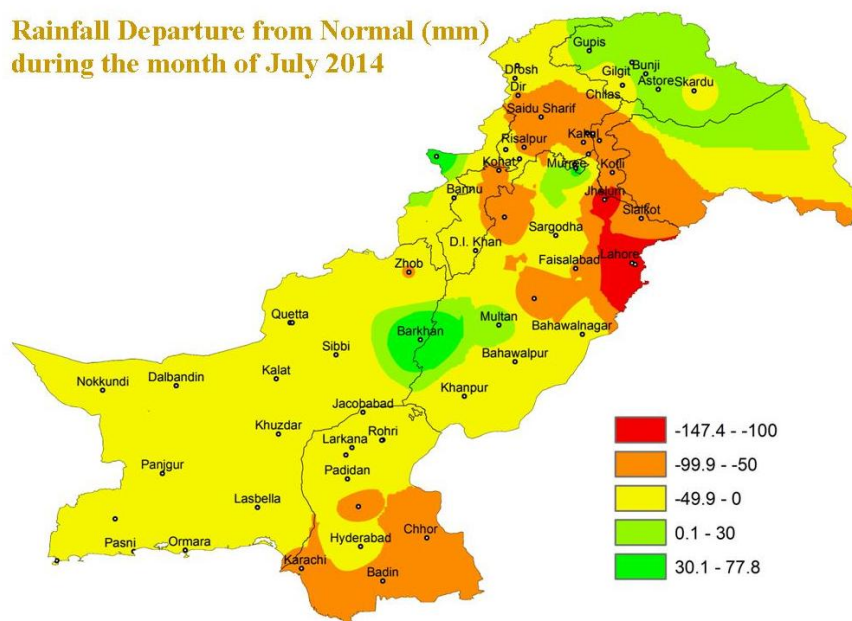 Rainfall Departure from Normal (mm)
during the month of July 2014
Gupis
Bunji
Drosh
Gilgit
Astore
Skardu
Dir
Chilas
Saidu Sharif
Risalpur
Kakul
Kohat
Murree
Kotli
Bannu
Jhelum
Sialkot
Sargodha
D.I. Khan
Lahore
Zhob
Faisalabad
Quetta
Multan
Barkhan
Bahawalnagar
Sibbi
Bahawalpur
Kalat
Nokkundi
Dalbandin
Khanpur
Jacobabad
Khuzdar
Larkana
Rohri
Panjgur
Padidan
Lasbella
Chhor
Pasni
Ormara
Hyderabad
Karachi
Badin
-147.4 - -100
-99.9 - -50
-49.9 - 0
0.1 - 30
30.1 - 77.8